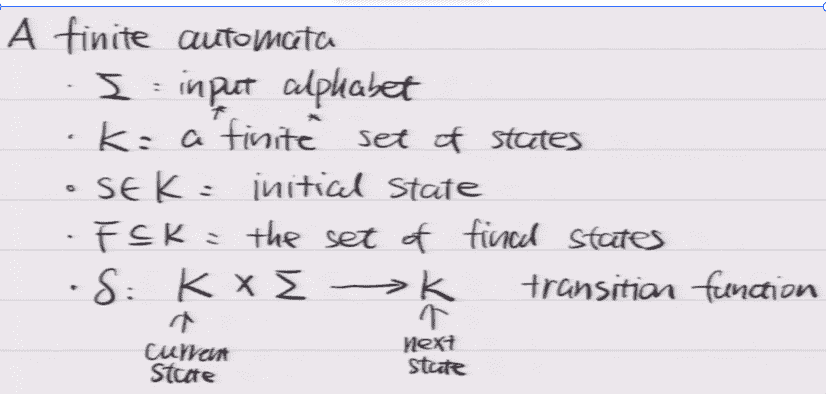 A finite automata
· Σ = input alphabet
· K = a "finite" set of states
· S∈K = initial state
· F⊆K = the set of final states
· δ: K × Σ → K transition function
↑ ↑
current next
state state